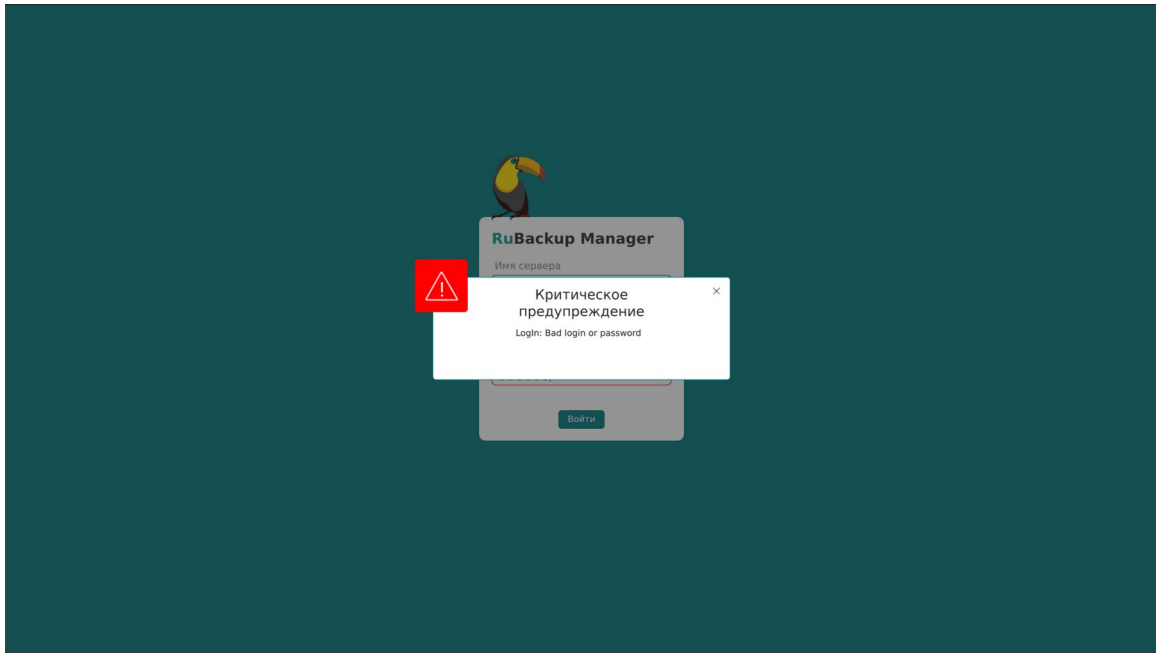 RuBackup Manager
Имя сервера
Критическое
предупреждение
LogIn: Bad login or password
Войти